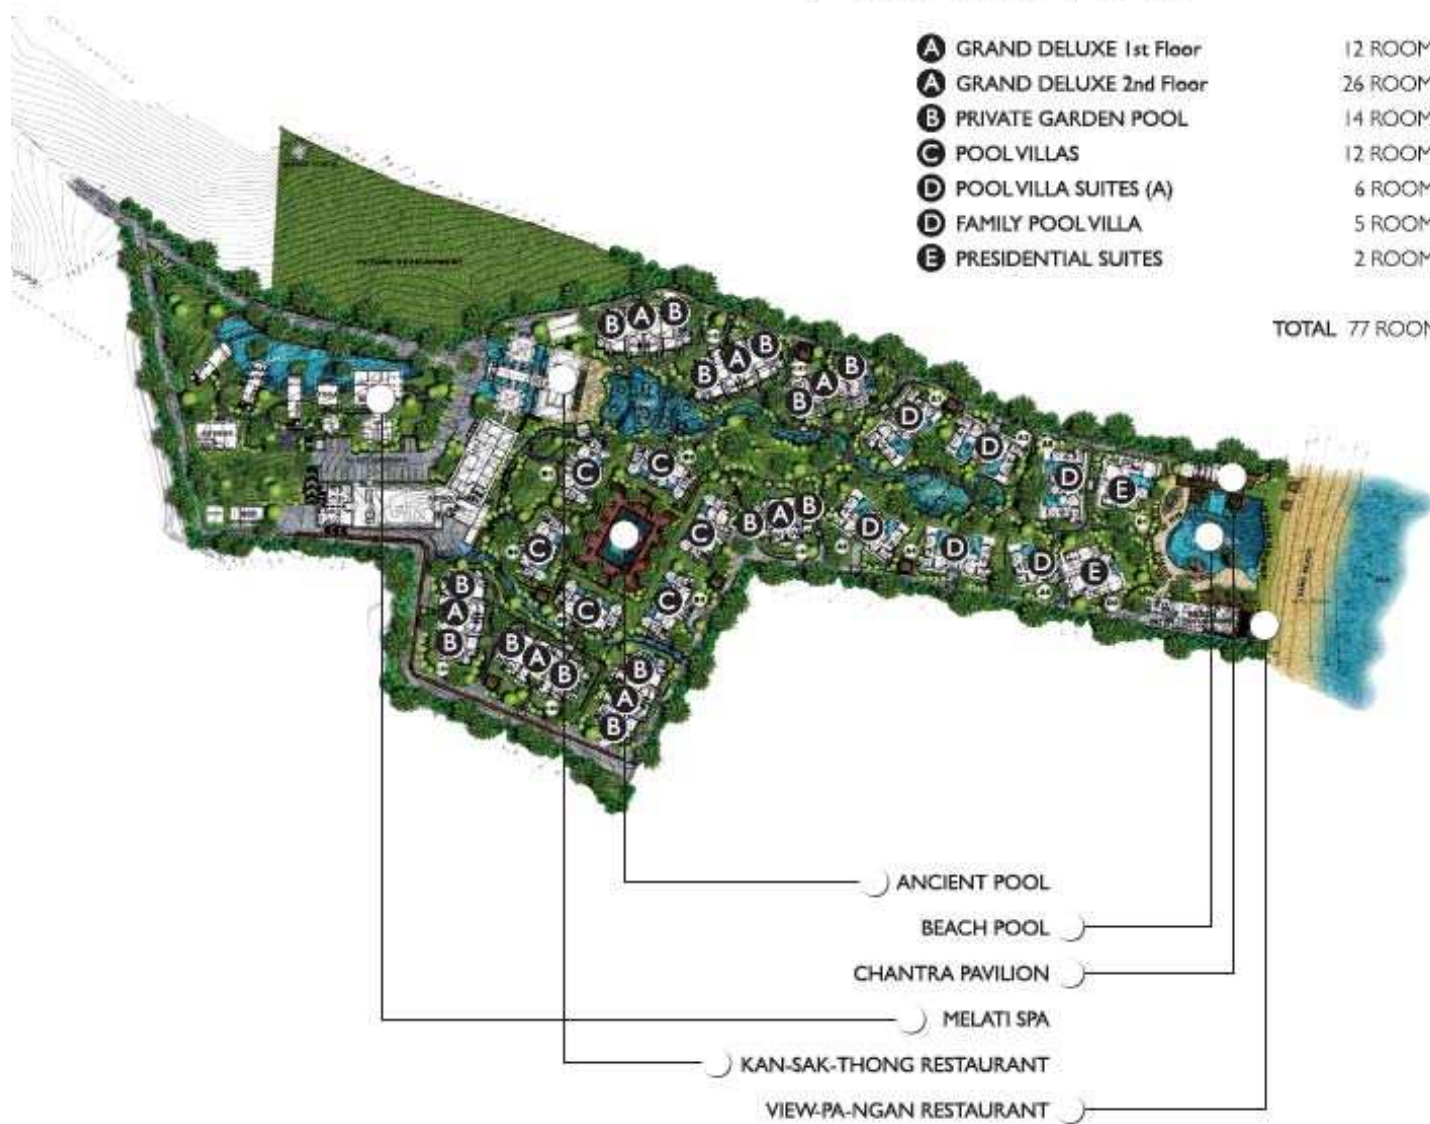 A GRAND DELUXE 1st Floor 12 ROOM
A GRAND DELUXE 2nd Floor 26 ROOM
B PRIVATE GARDEN POOL 14 ROOM
C POOL VILLAS 12 ROOM
D POOL VILLA SUITES (A) 6 ROOM
D FAMILY POOL VILLA 5 ROOM
E PRESIDENTIAL SUITES 2 ROOM
TOTAL 77 ROOM
FUTURE DEVELOPMENT
B A B
B A B
B A B
D
D
D
E
C
C
C
B A B
D
D
D
E
C
C
C
B
A
B
B A B
B
A
B
ANCIENT POOL
BEACH POOL
CHANTRA PAVILION
MELATI SPA
KAN-SAK-THONG RESTAURANT
VIEW-PA-NGAN RESTAURANT